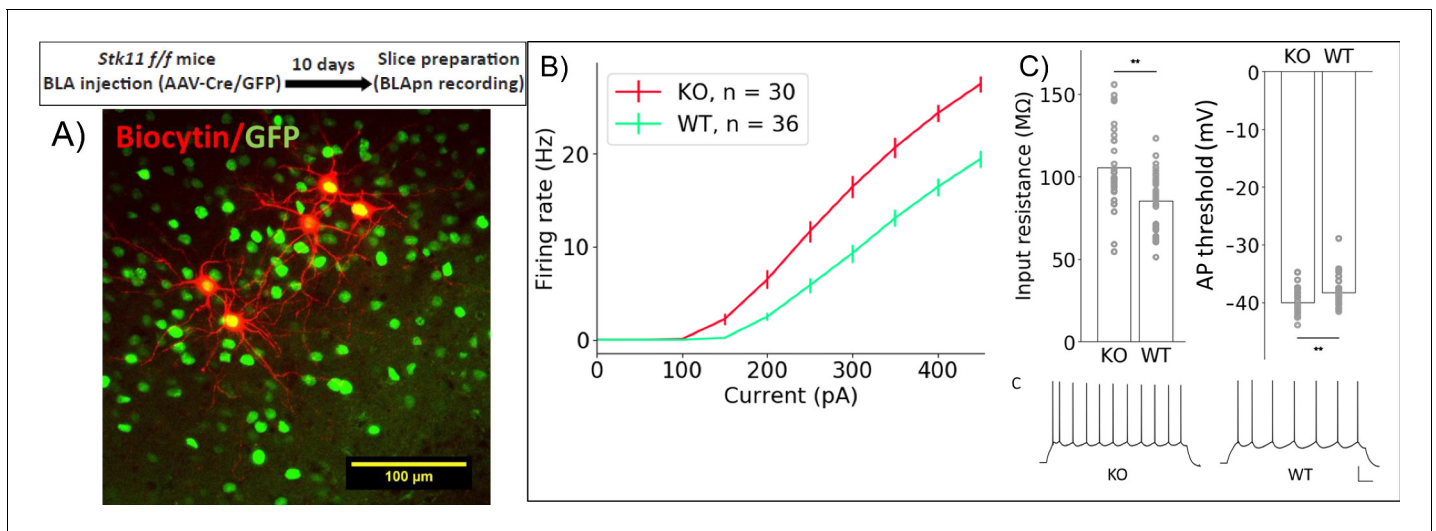 Stk11 f/f mice
BLA injection (AAV-Cre/GFP)
10 days
Slice preparation
(BLApn recording)
A)
Biocytin/GFP
100 µm
B)
Firing rate (Hz)
20
10
0
KO, n = 30
WT, n = 36
0 100 200 300 400
Current (pA)
C)
Input resistance (MΩ)
150
100
50
0
**
KO WT
KO WT
AP threshold (mV)
0
−10
−20
−30
−40
**
C
KO
WT